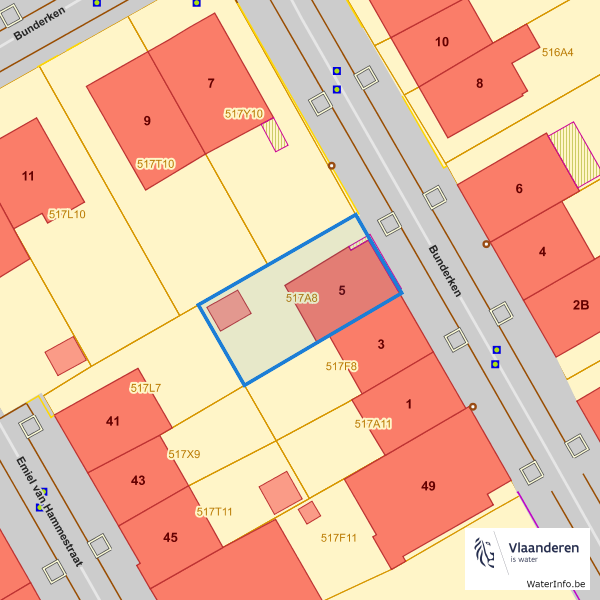 Bunderken
10
516A4
7
8
9
517Y10
517T10
11
6
517L10
4
Bunderken
5
517A8
2B
3
517F8
517L7
1
41
517A11
517X9
43
49
517T11
Emiel van Hammestraat
45
517F11
Vlaanderen
is water
WaterInfo.be